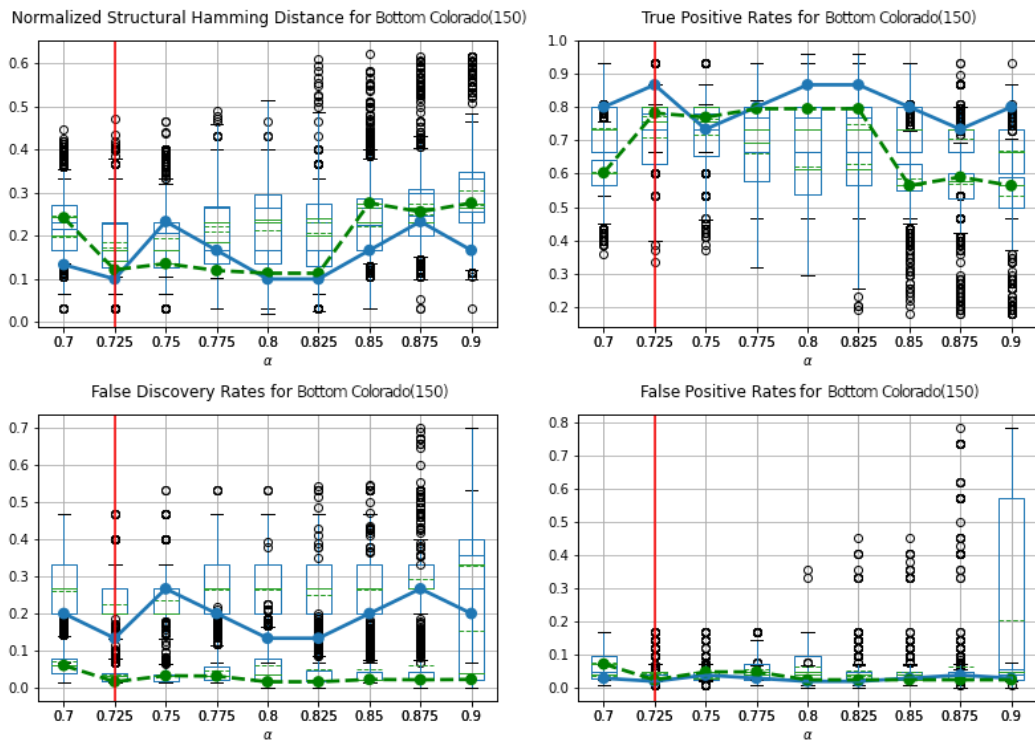 Normalized Structural Hamming Distance for Bottom Colorado(150)
0.6
0.5
0.4
0.3
0.2
0.1
0.0
0.7 0.725 0.75 0.775 0.8 0.825 0.85 0.875 0.9
α
True Positive Rates for Bottom Colorado(150)
1.0
0.9
0.8
0.7
0.6
0.5
0.4
0.3
0.2
0.7 0.725 0.75 0.775 0.8 0.825 0.85 0.875 0.9
α
False Discovery Rates for Bottom Colorado(150)
0.7
0.6
0.5
0.4
0.3
0.2
0.1
0.0
0.7 0.725 0.75 0.775 0.8 0.825 0.85 0.875 0.9
α
False Positive Rates for Bottom Colorado(150)
0.8
0.7
0.6
0.5
0.4
0.3
0.2
0.1
0.0
0.7 0.725 0.75 0.775 0.8 0.825 0.85 0.875 0.9
α